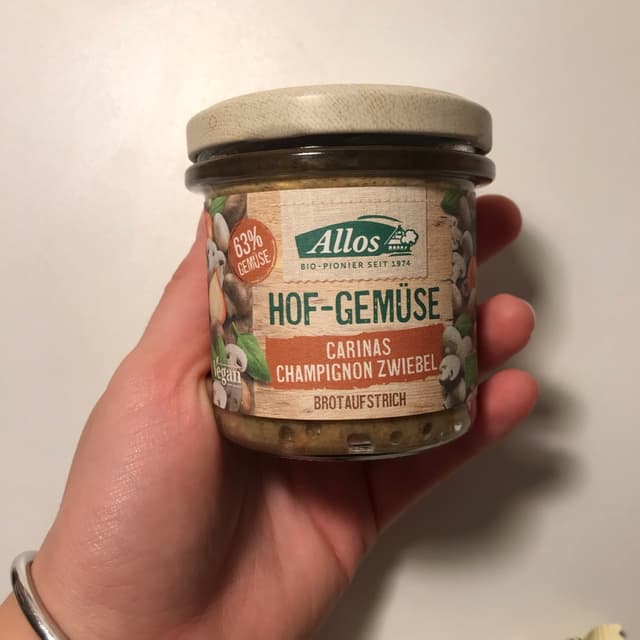 63%
GEMÜSE
Allos
BIO-PIONIER SEIT 1974
HOF-GEMÜSE
CARINAS
CHAMPIGNON ZWIEBEL
BROTAUFSTRICH
Vegan